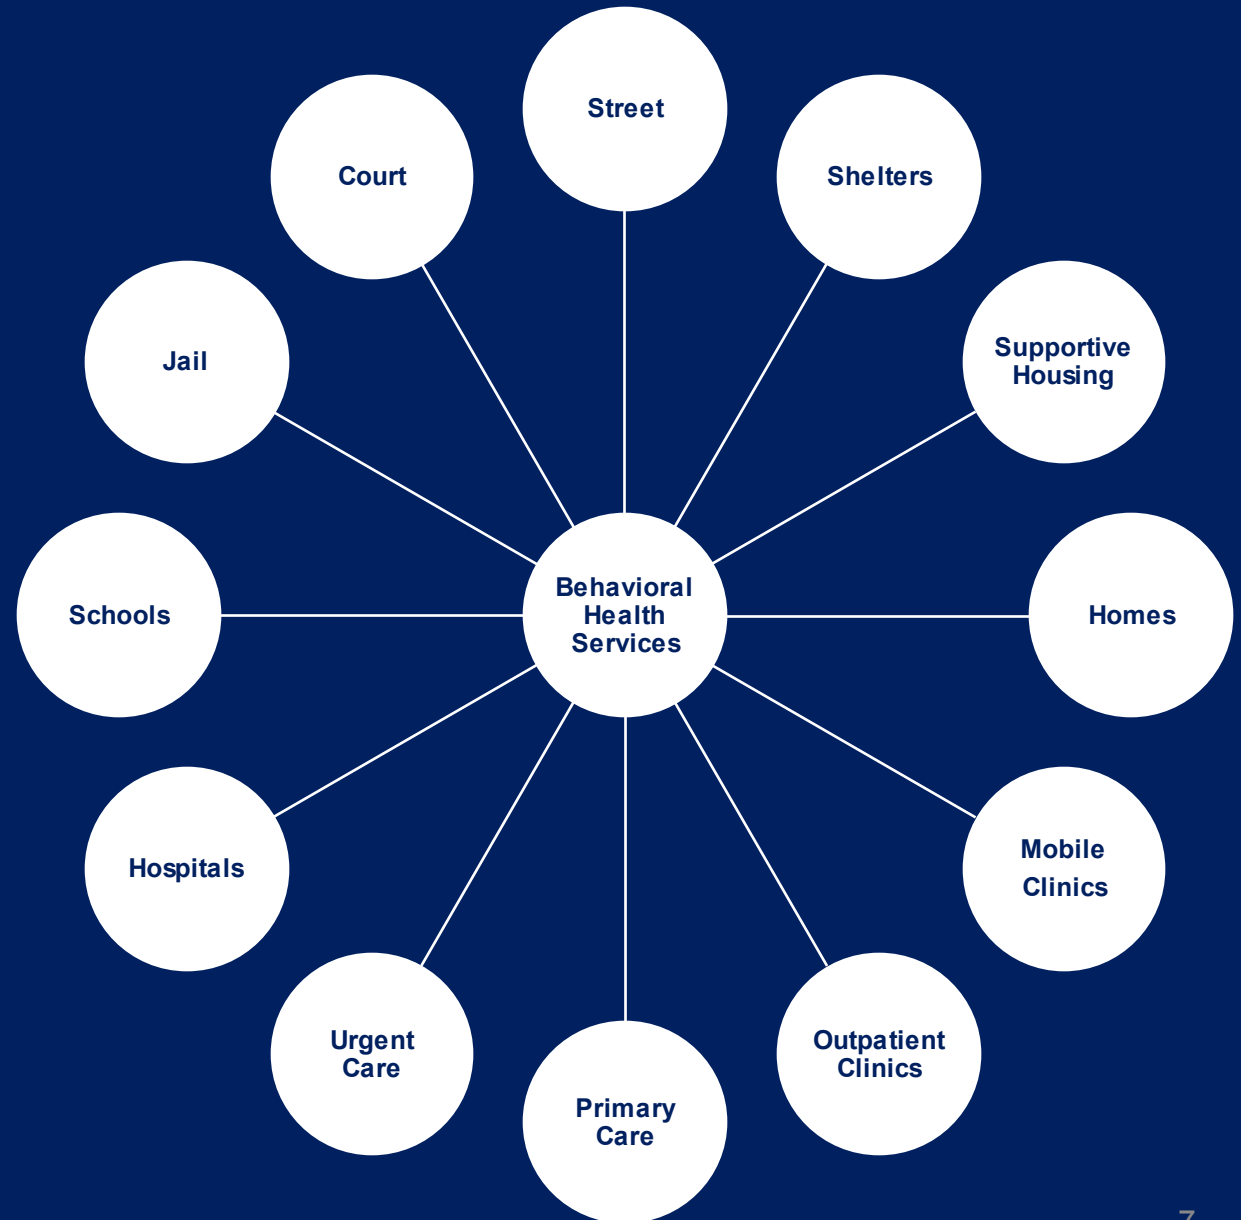 Street
Court
Shelters
Supportive
Housing
Jail
Behavioral
Health
Services
Schools
Homes
Hospitals
Mobile
Clinics
Urgent
Care
Outpatient
Clinics
Primary
Care
7